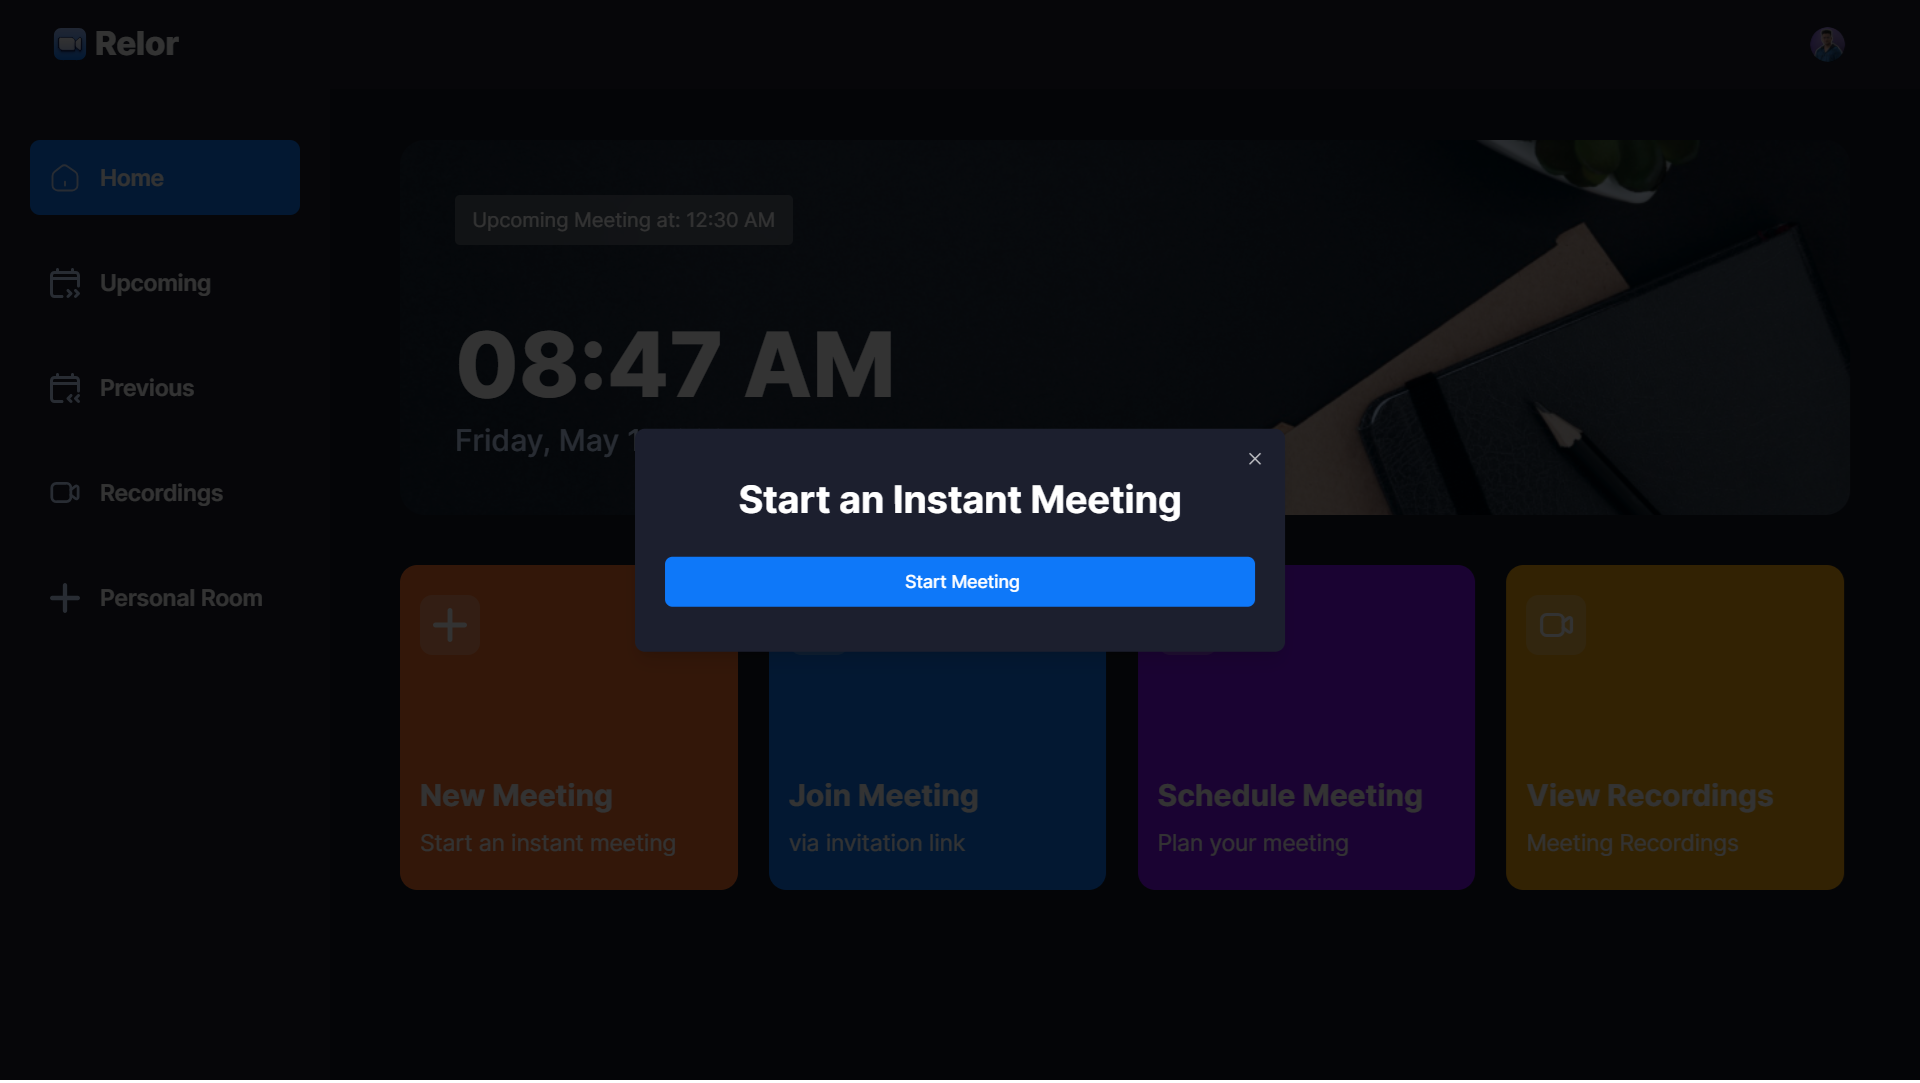 Relor
Home
Upcoming
Previous
Recordings
Personal Room
Upcoming Meeting at: 12:30 AM
08:47 AM
Friday, May
Start an Instant Meeting
Start Meeting
New Meeting
Start an instant meeting
Join Meeting
via invitation link
Schedule Meeting
Plan your meeting
View Recordings
Meeting Recordings